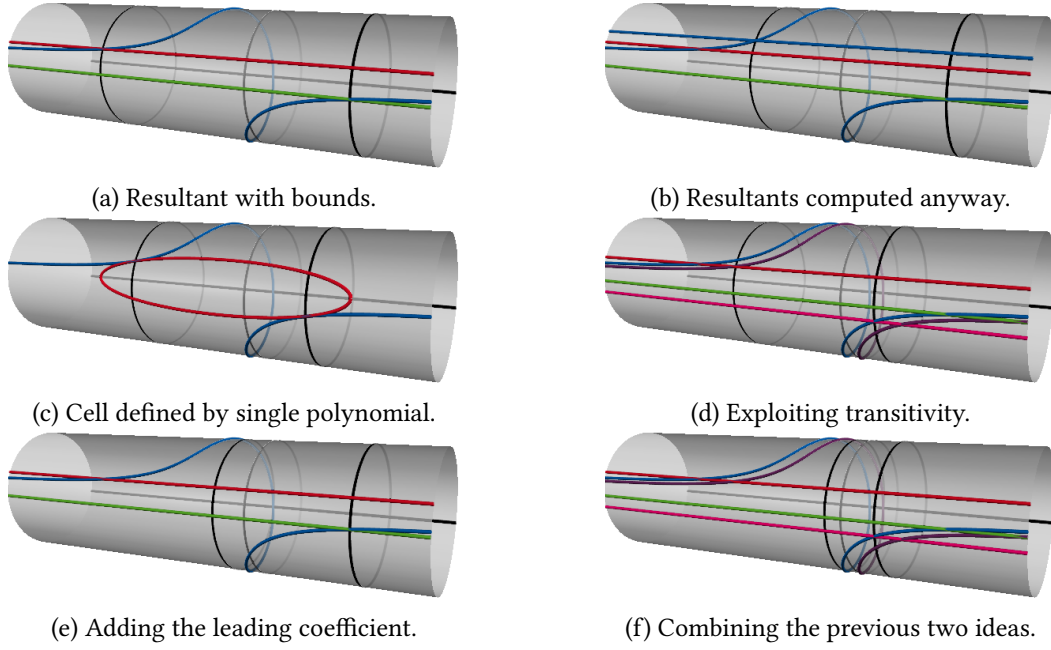 (a) Resultant with bounds.
(b) Resultants computed anyway.
(c) Cell defined by single polynomial.
(d) Exploiting transitivity.
(e) Adding the leading coefficient.
(f) Combining the previous two ideas.